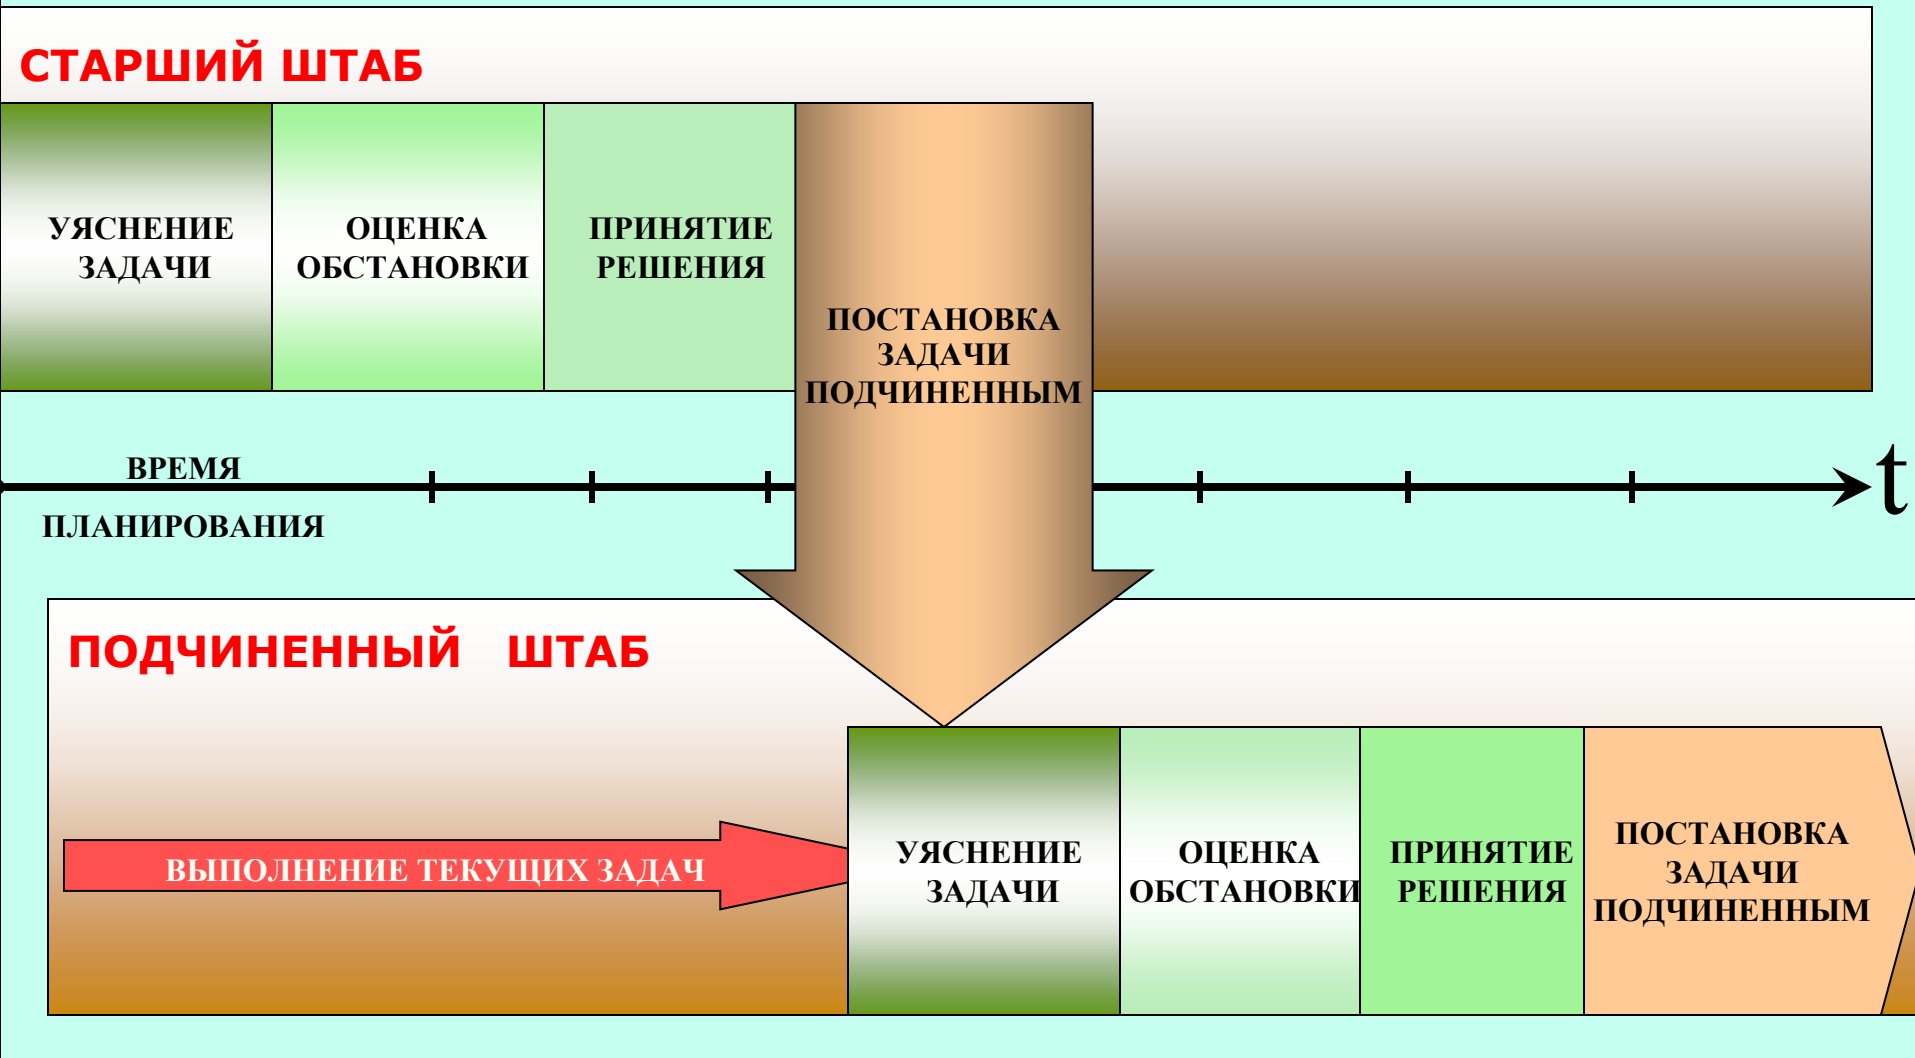 СТАРШИЙ ШТАБ
УЯСНЕНИЕ
ЗАДАЧИ
ОЦЕНКА
ОБСТАНОВКИ
ПРИНЯТИЕ
РЕШЕНИЯ
ПОСТАНОВКА
ЗАДАЧИ
ПОДЧИНЕННЫМ
ВРЕМЯ
ПЛАНИРОВАНИЯ
t
ПОДЧИНЕННЫЙ ШТАБ
ВЫПОЛНЕНИЕ ТЕКУЩИХ ЗАДАЧ
УЯСНЕНИЕ
ЗАДАЧИ
ОЦЕНКА
ОБСТАНОВКИ
ПРИНЯТИЕ
РЕШЕНИЯ
ПОСТАНОВКА
ЗАДАЧИ
ПОДЧИНЕННЫМ